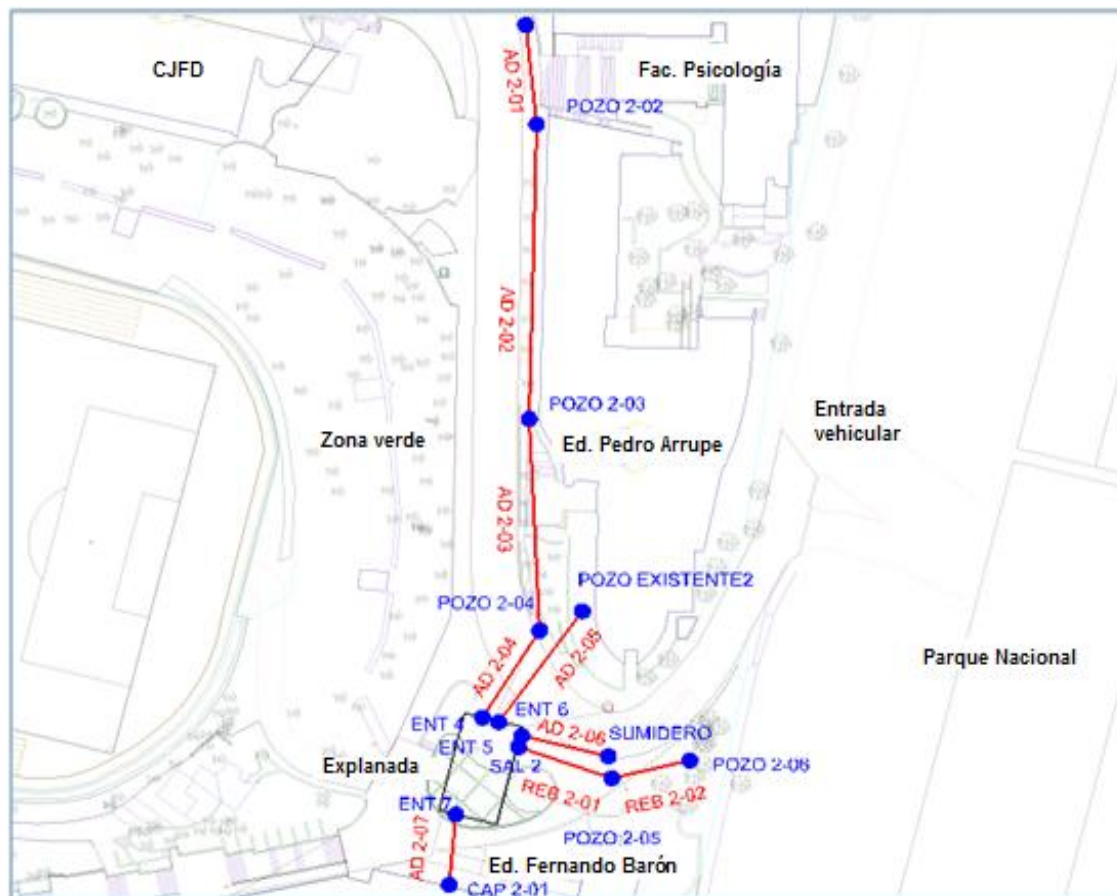 CJFD
Fac. Psicología
AD 2-01
POZO 2-02
AD 2-02
POZO 2-03
Entrada
vehicular
Zona verde
Ed. Pedro Arrupe
AD 2-03
POZO EXISTENTE2
POZO 2-04
AD 2-04
AD 2-05
Parque Nacional
ENT 4
ENT 6
AD 2-06
SUMIDERO
ENT 5
SAL 2
POZO 2-06
Explanada
REB 2-01
REB 2-02
ENT 7
AD 2-07
POZO 2-05
Ed. Fernando Barón
CAP 2-01